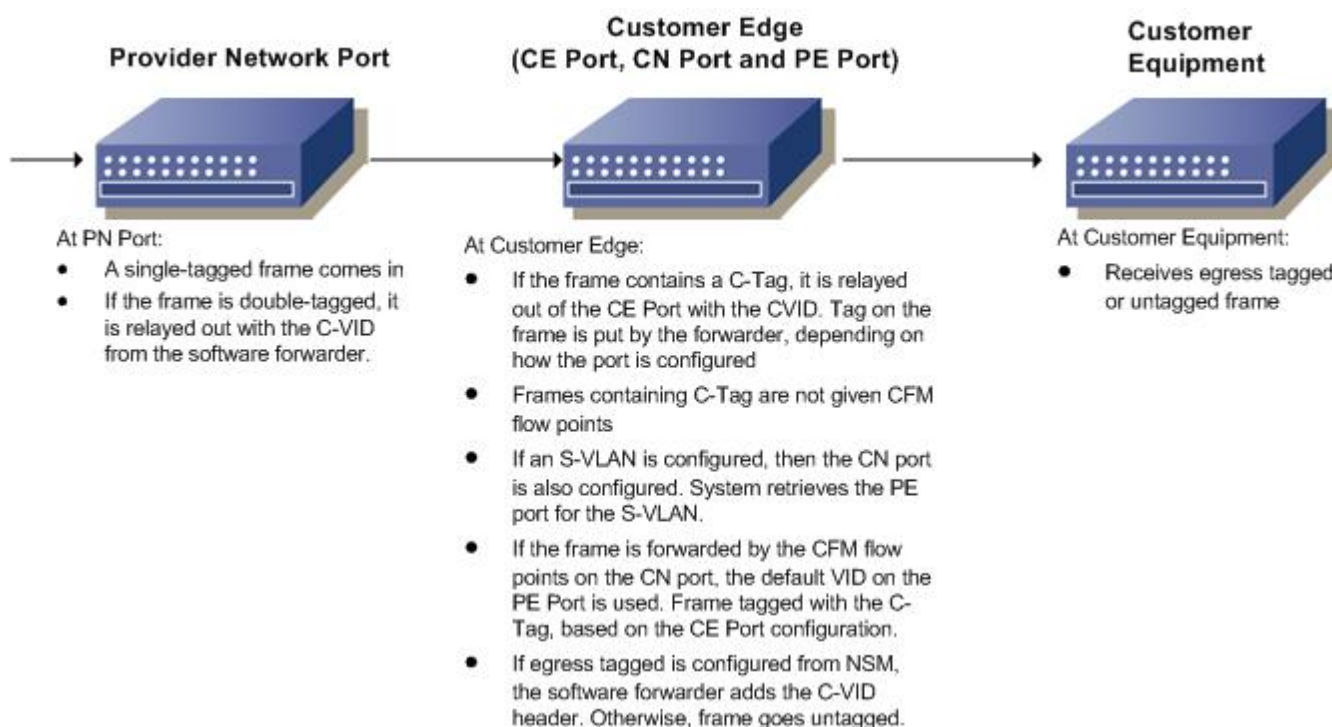 Provider Network Port
Customer Edge
(CE Port, CN Port and PE Port)
Customer
Equipment
At PN Port:
• A single-tagged frame comes in
• If the frame is double-tagged, it
is relayed out with the C-VID
from the software forwarder.
At Customer Edge:
• If the frame contains a C-Tag, it is relayed
out of the CE Port with the CVID. Tag on the
frame is put by the forwarder, depending on
how the port is configured
• Frames containing C-Tag are not given CFM
flow points
• If an S-VLAN is configured, then the CN port
is also configured. System retrieves the PE
port for the S-VLAN.
• If the frame is forwarded by the CFM flow
points on the CN port, the default VID on the
PE Port is used. Frame tagged with the C-
Tag, based on the CE Port configuration.
• If egress tagged is configured from NSM,
the software forwarder adds the C-VID
header. Otherwise, frame goes untagged.
At Customer Equipment:
• Receives egress tagged
or untagged frame